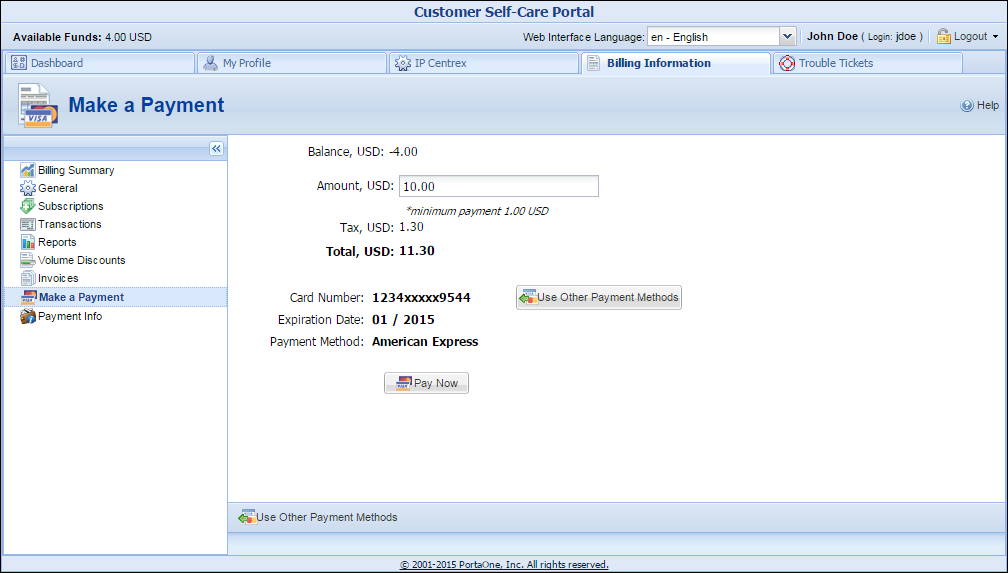 Customer Self-Care Portal
Available Funds: 4.00 USD Web Interface Language: en - English John Doe ( Login: jdoe ) Logout
Dashboard My Profile IP Centrex Billing Information Trouble Tickets
VISA Make a Payment Help
Balance, USD: -4.00
Billing Summary
Amount, USD: 10.00
General
Subscriptions
*minimum payment 1.00 USD
Transactions
Tax, USD: 1.30
Reports
Total, USD: 11.30
Volume Discounts
Invoices
Make a Payment
Card Number: 1234xxxxx9544 Use Other Payment Methods
Payment Info
Expiration Date: 01 / 2015
Payment Method: American Express
Pay Now
Use Other Payment Methods
© 2001-2015 PortaOne, Inc. All rights reserved.